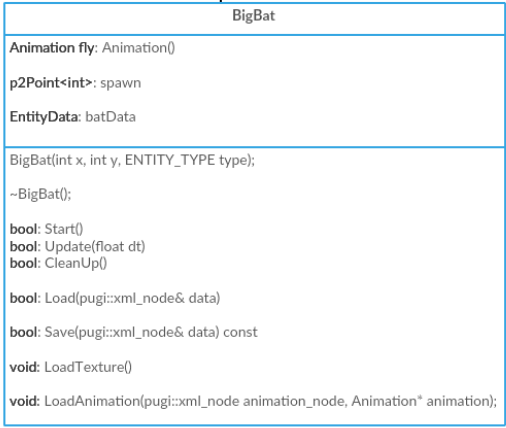 BigBat
Animation fly: Animation()
p2Point<int>: spawn
EntityData: batData
BigBat(int x, int y, ENTITY_TYPE type);
~BigBat();
bool: Start()
bool: Update(float dt)
bool: CleanUp()
bool: Load(pugi::xml_node& data)
bool: Save(pugi::xml_node& data) const
void: LoadTexture()
void: LoadAnimation(pugi::xml_node animation_node, Animation* animation);